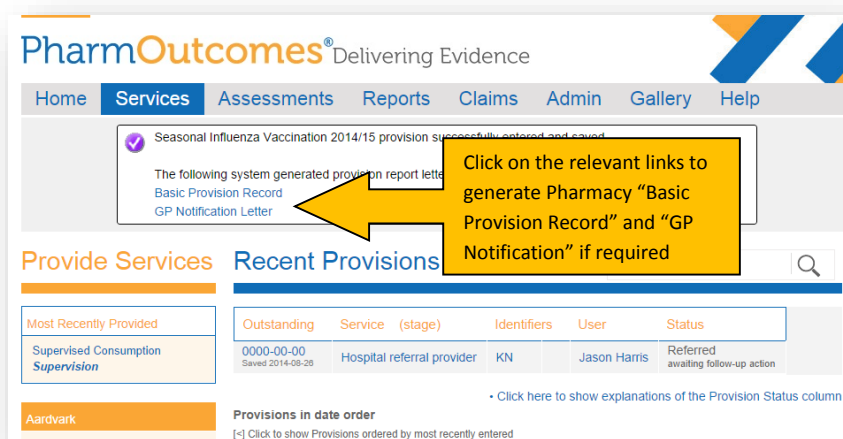 PharmOutcomes® Delivering Evidence
Home Services Assessments Reports Claims Admin Gallery Help
Seasonal Influenza Vaccination 2014/15 provision successfully entered and saved
The following system generated provision report lette
Basic Provision Record
GP Notification Letter
Click on the relevant links to
generate Pharmacy “Basic
Provision Record” and “GP
Notification” if required
Provide Services
Recent Provisions
Most Recently Provided
Supervised Consumption
Supervision
Aardvark
Outstanding Service (stage) Identifiers User Status
0000-00-00 Hospital referral provider KN Jason Harris Referred
Saved 2014-08-26 awaiting follow-up action
• Click here to show explanations of the Provision Status column
Provisions in date order
[<] Click to show Provisions ordered by most recently entered